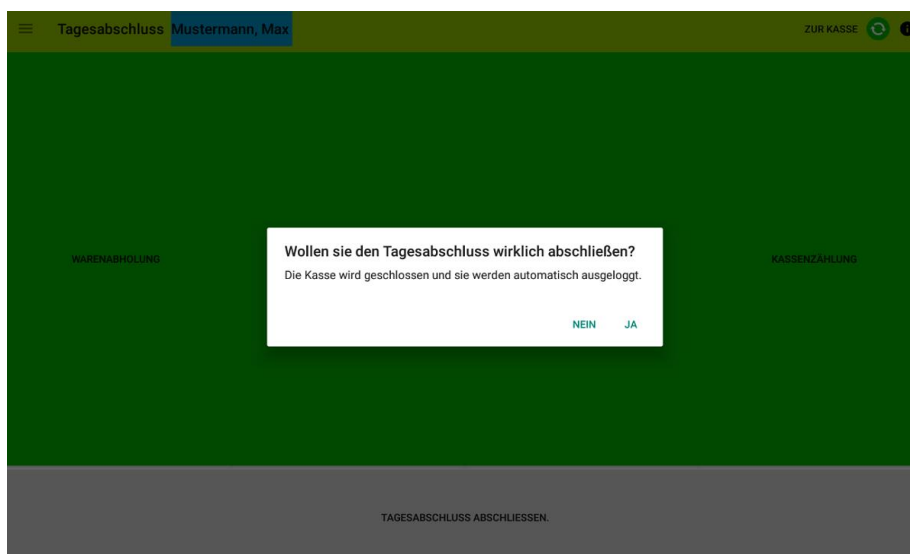 Tagesabschluss Mustermann, Max
ZUR KASSE
WARENABHOLUNG
KASSENZÄHLUNG
Wollen sie den Tagesabschluss wirklich abschließen?
Die Kasse wird geschlossen und sie werden automatisch ausgeloggt.
NEIN JA
TAGESABSCHLUSS ABSCHLIESSEN.